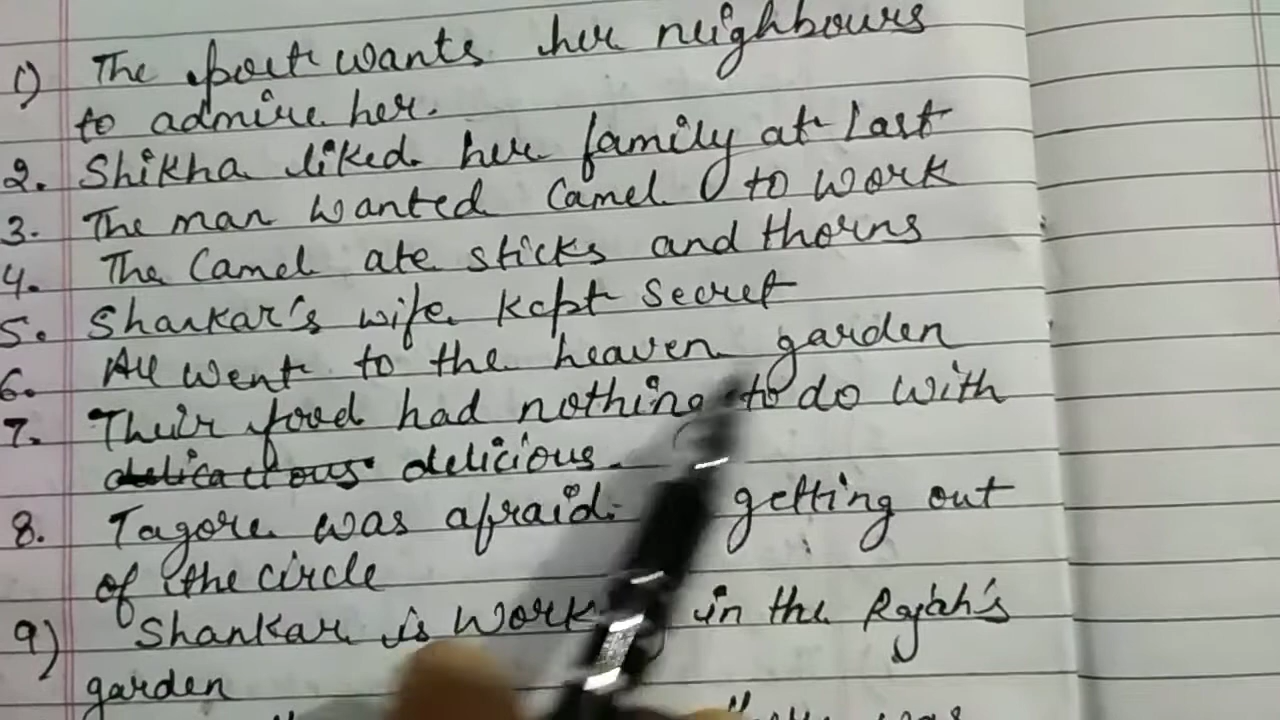 1) The poet wants her neighbours
to admire her.
2. Shikha liked her family at last
3. The man wanted Camel to work
4. The Camel ate sticks and thorns
5. Shankar's wife kept secret
6. All went to the heaven garden
7. Their food had nothing to do with
delicious.
8. Tagore was afraid getting out
of the circle
9) Shankar is in the Rajah's
garden